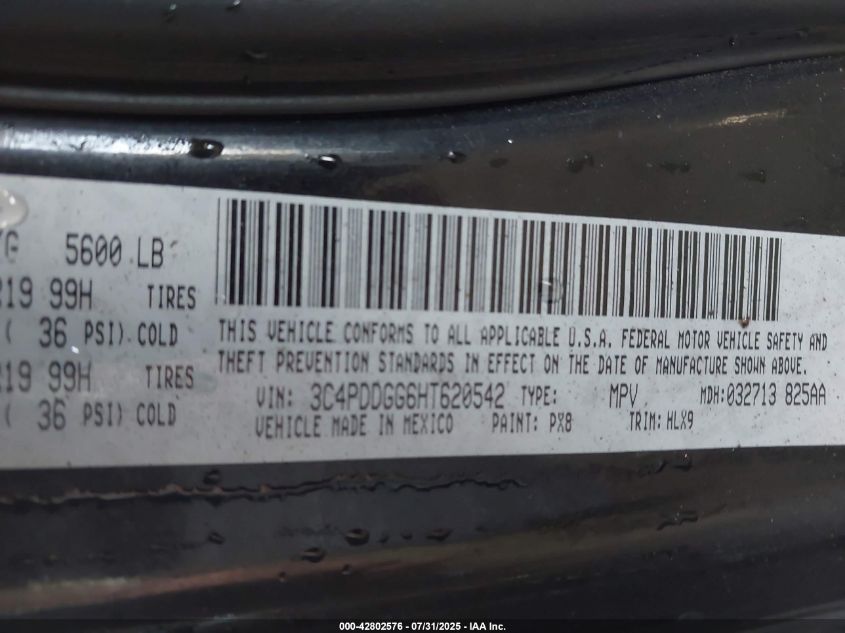 5600 LB
99H TIRES
( 36 PSI) COLD
99H TIRES
( 36 PSI) COLD
THIS VEHICLE CONFORMS TO ALL APPLICABLE U.S.A. FEDERAL MOTOR VEHICLE SAFETY AND
THEFT PREVENTION STANDARDS IN EFFECT ON THE DATE OF MANUFACTURE SHOWN ABOVE.
VIN: 3C4PDDGG6HT620542 TYPE: MPV MDH:032713 825AA
VEHICLE MADE IN MEXICO PAINT: PX8 TRIM: HLX9
000-42802576 - 07/31/2025 - IAA Inc.